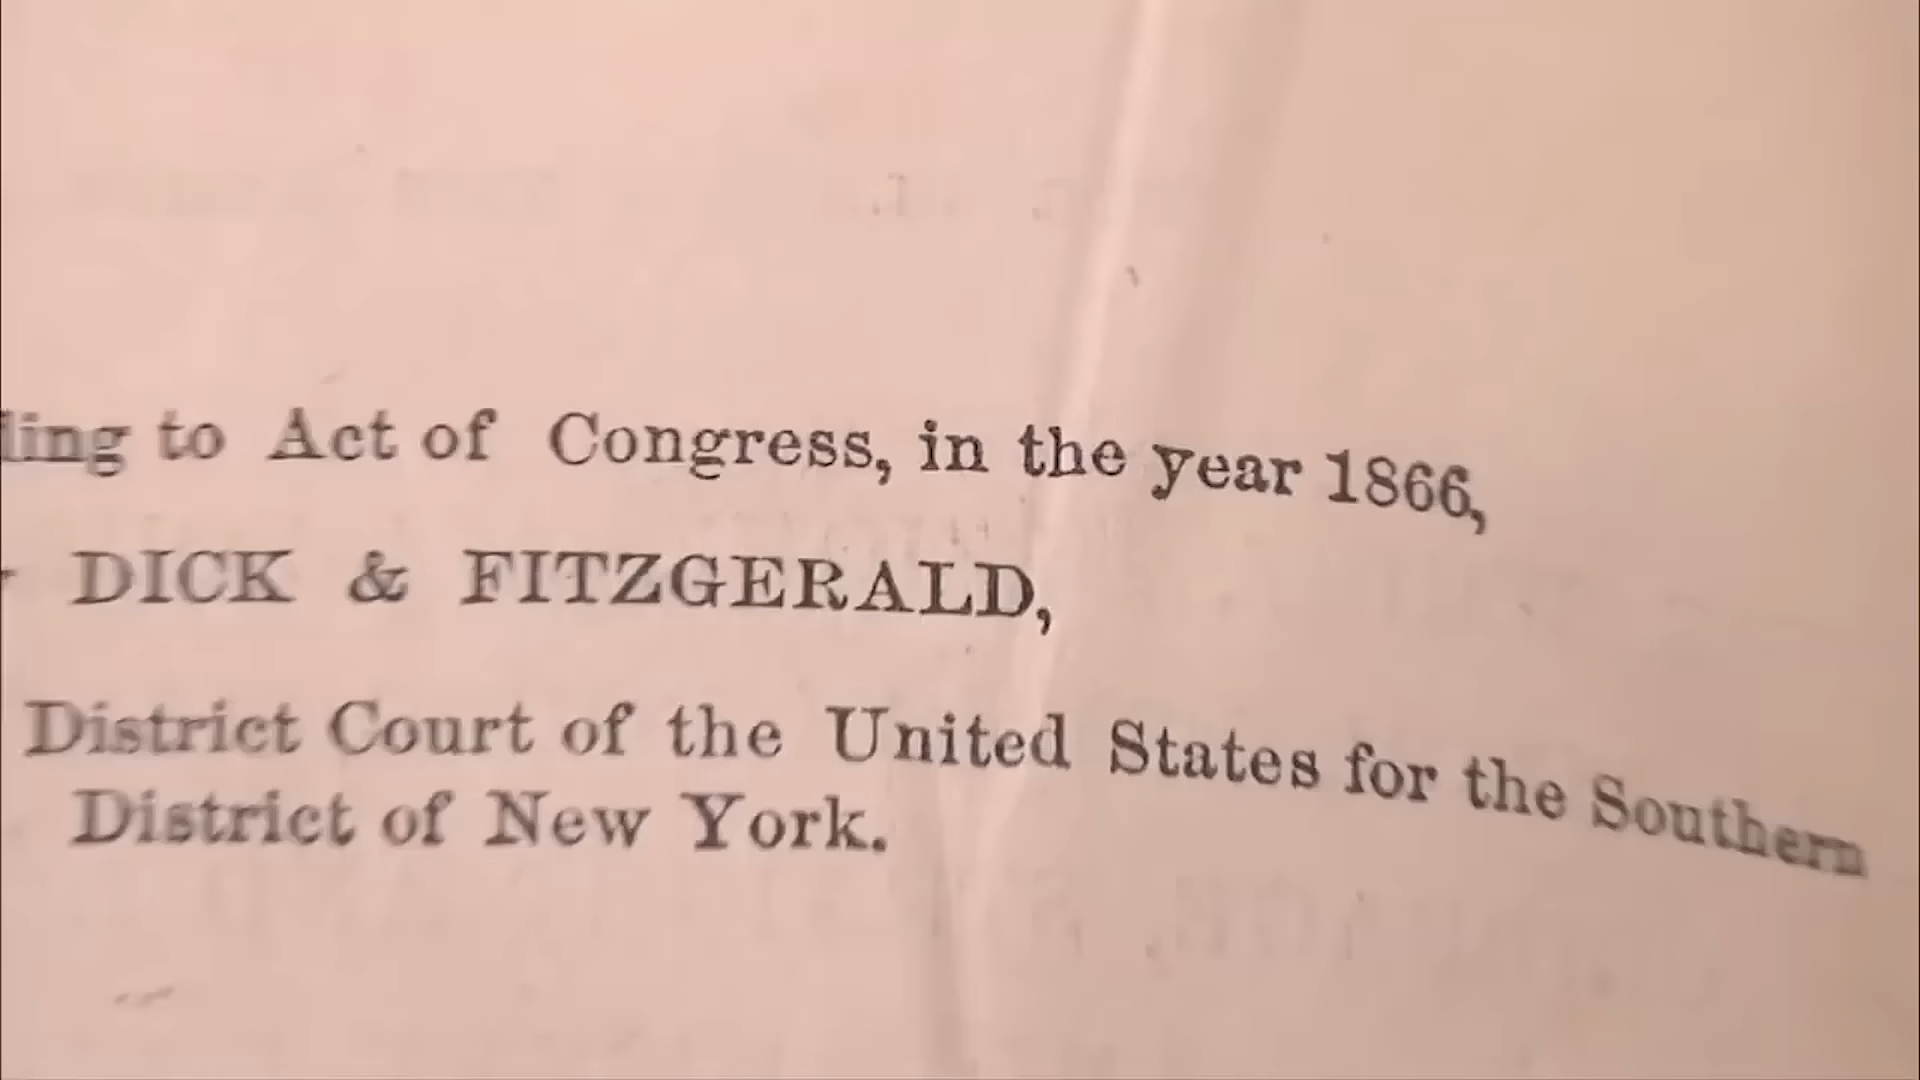 ding to Act of Congress, in the year 1866,
DICK & FITZGERALD,
District Court of the United States for the Southern
District of New York.